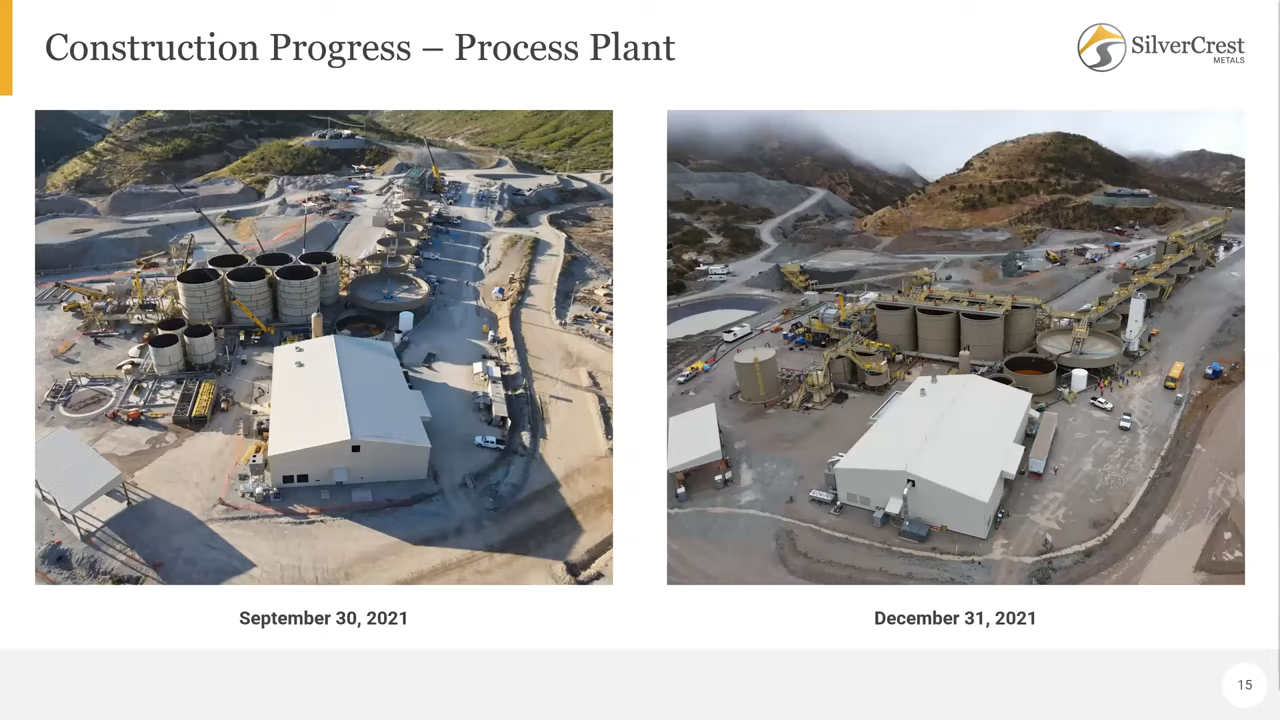 Construction Progress – Process Plant
SilverCrest
METALS
September 30, 2021
December 31, 2021
15